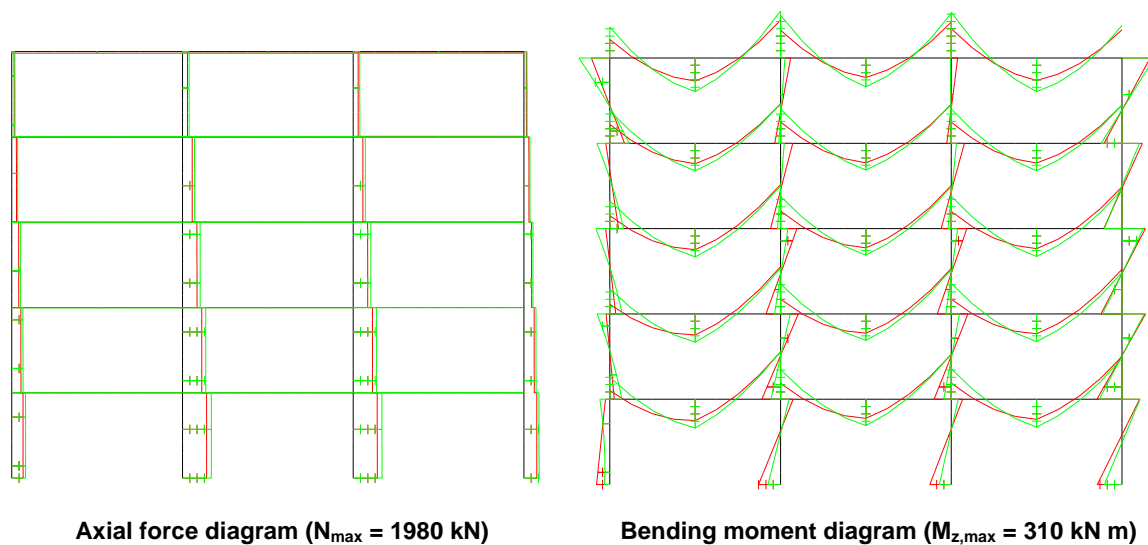 Axial force diagram (Nmax = 1980 kN)
Bending moment diagram (Mz,max = 310 kN m)